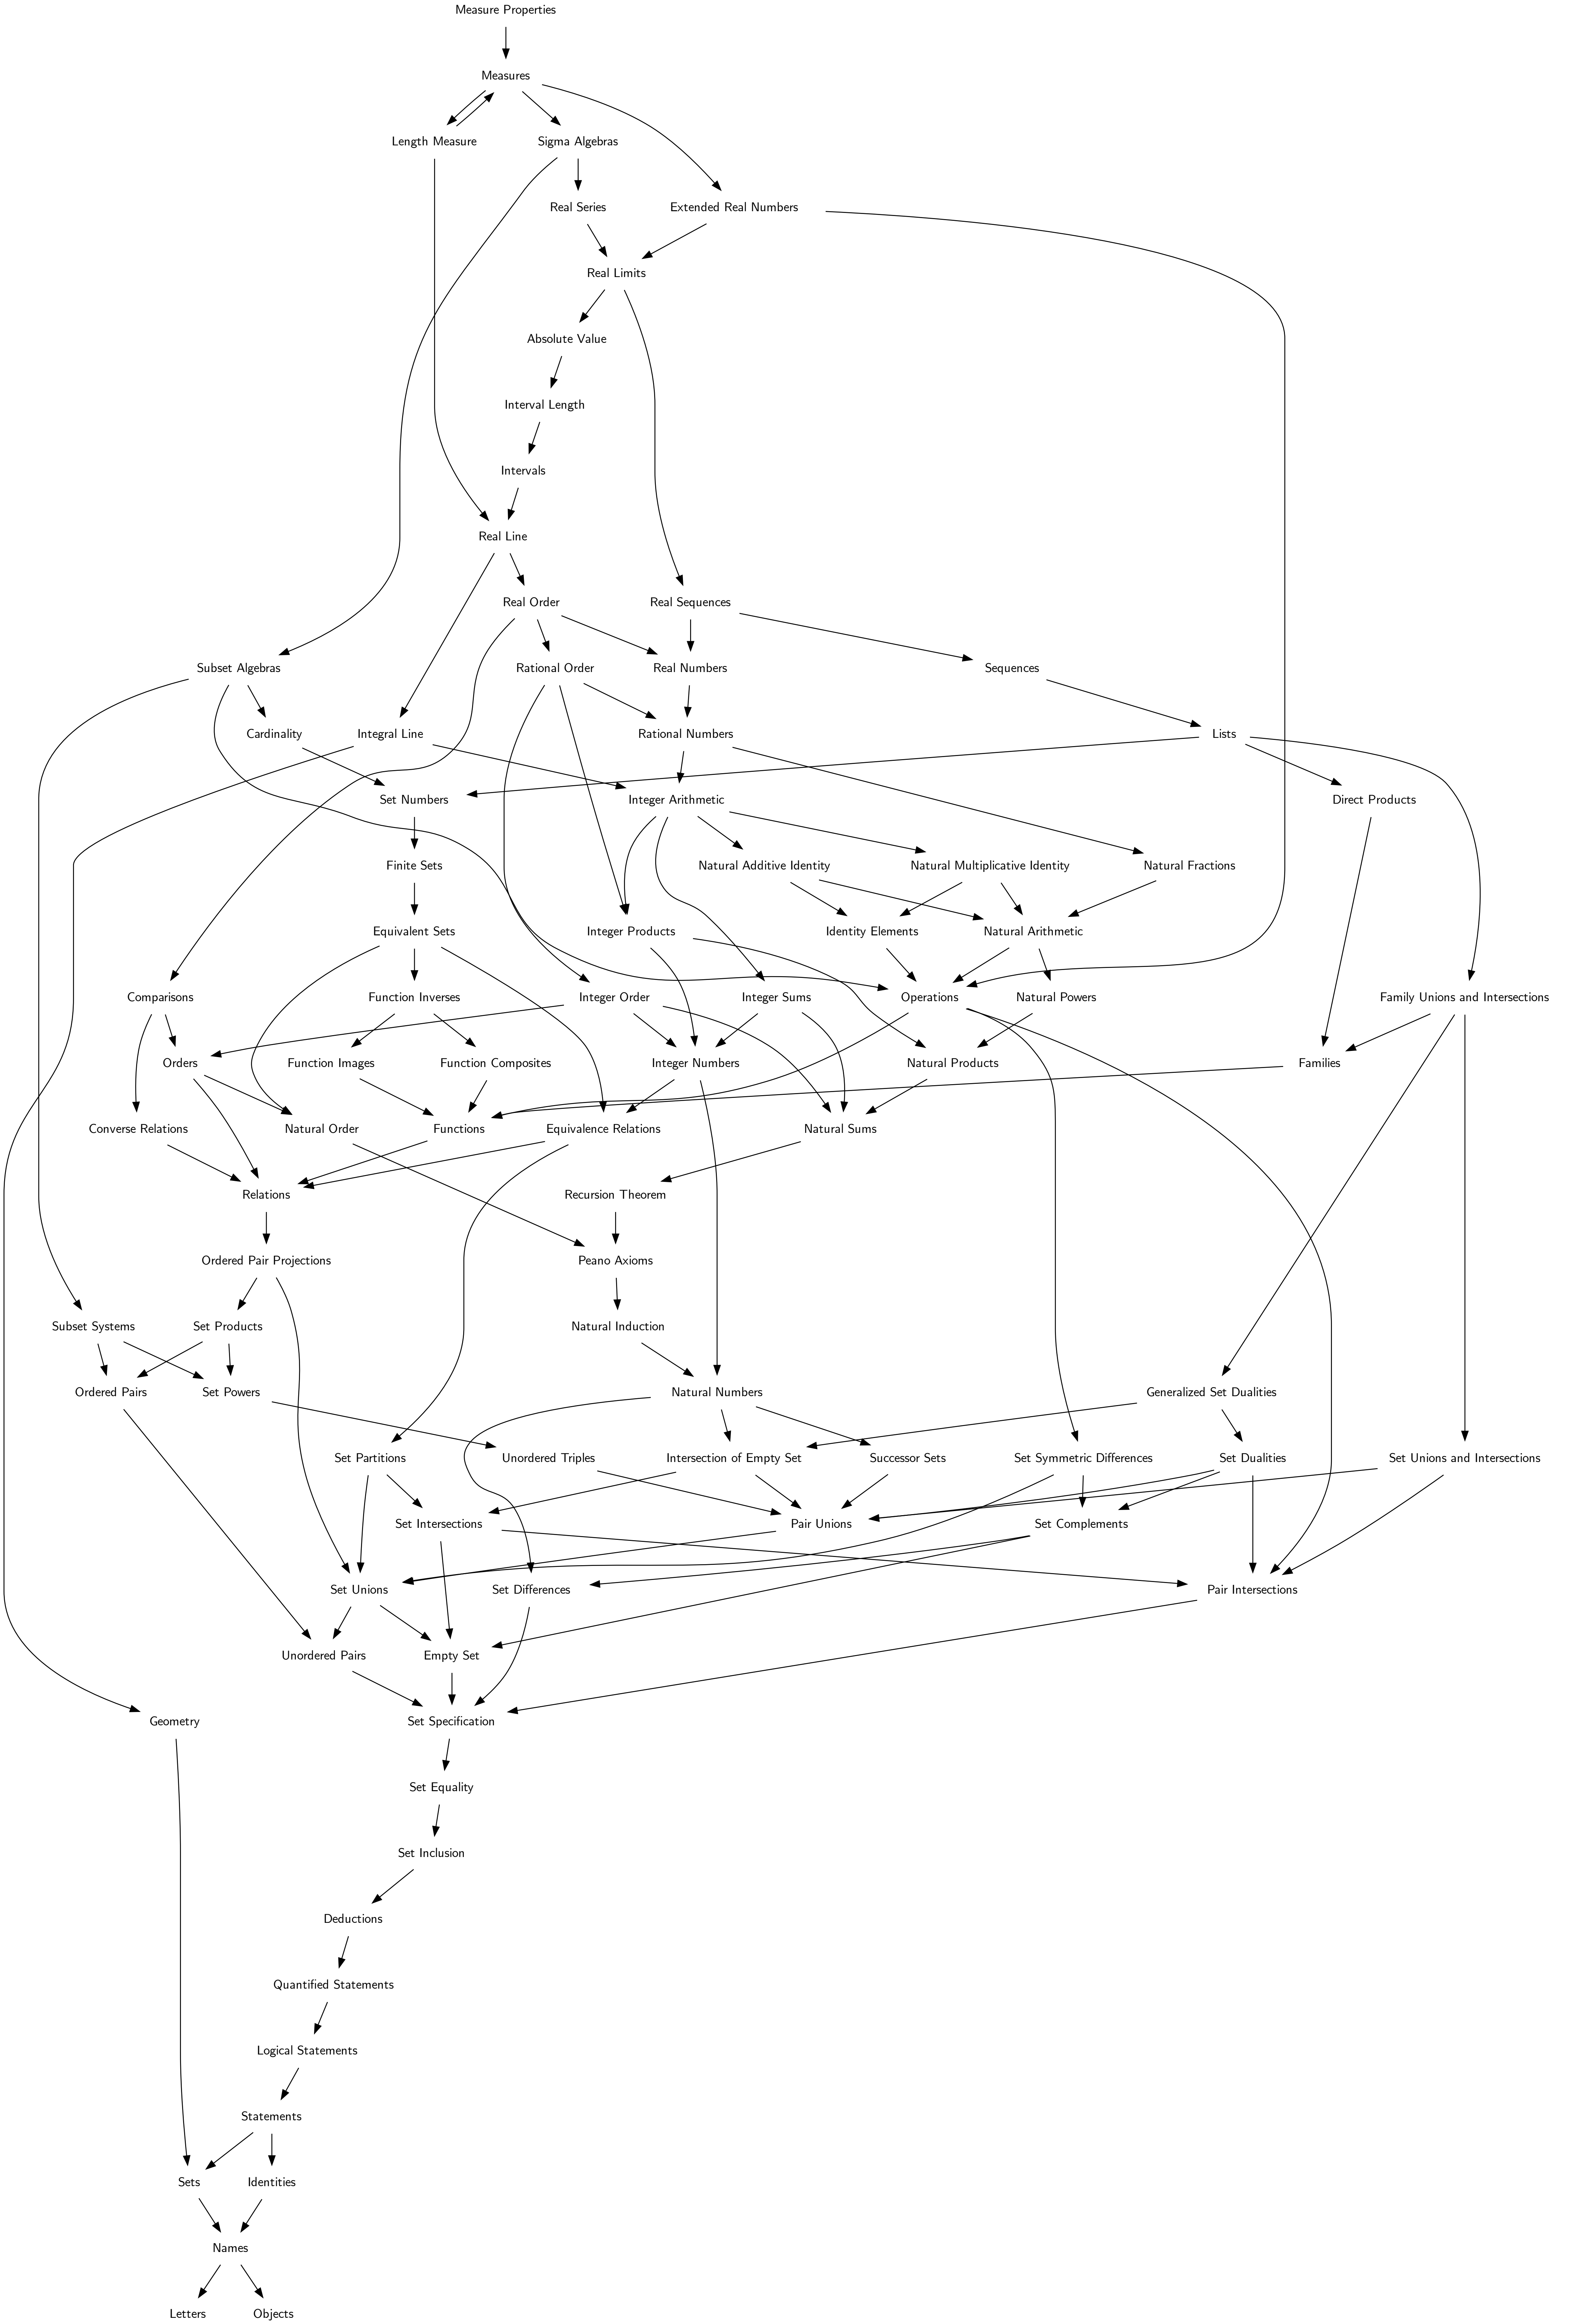 Measure Properties
Measures
Length Measure
Sigma Algebras
Real Series
Extended Real Numbers
Real Limits
Absolute Value
Interval Length
Intervals
Real Line
Real Order
Real Sequences
Subset Algebras
Rational Order
Real Numbers
Sequences
Cardinality
Integral Line
Rational Numbers
Lists
Set Numbers
Integer Arithmetic
Direct Products
Finite Sets
Natural Additive Identity
Natural Multiplicative Identity
Natural Fractions
Equivalent Sets
Integer Products
Identity Elements
Natural Arithmetic
Comparisons
Function Inverses
Integer Order
Integer Sums
Operations
Natural Powers
Family Unions and Intersections
Orders
Function Images
Function Composites
Integer Numbers
Natural Products
Families
Converse Relations
Natural Order
Functions
Equivalence Relations
Natural Sums
Relations
Recursion Theorem
Ordered Pair Projections
Peano Axioms
Subset Systems
Set Products
Natural Induction
Ordered Pairs
Set Powers
Natural Numbers
Generalized Set Dualities
Set Partitions
Unordered Triples
Intersection of Empty Set
Successor Sets
Set Symmetric Differences
Set Dualities
Set Unions and Intersections
Set Intersections
Pair Unions
Set Complements
Set Unions
Set Differences
Pair Intersections
Unordered Pairs
Empty Set
Geometry
Set Specification
Set Equality
Set Inclusion
Deductions
Quantified Statements
Logical Statements
Statements
Sets
Identities
Names
Letters
Objects